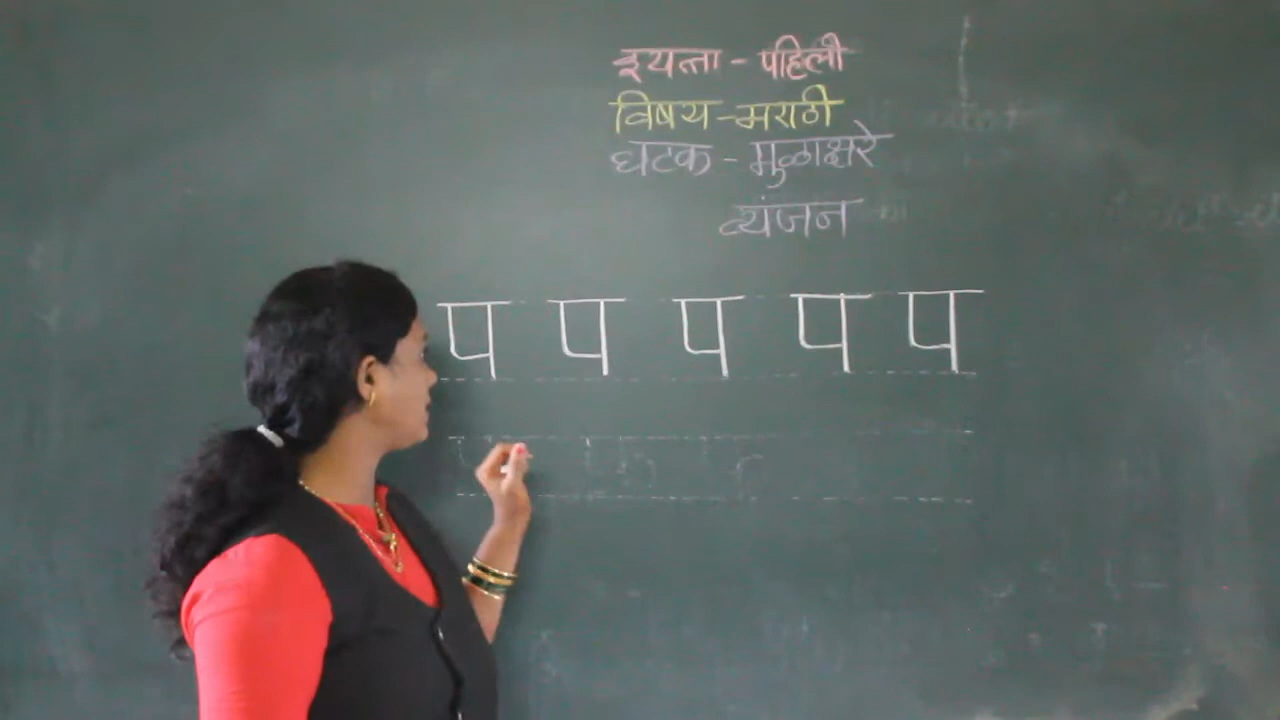 इयत्ता - पहिली
विषय - मराठी
घटक - मुळाक्षरे
व्यंजन
प प प प प